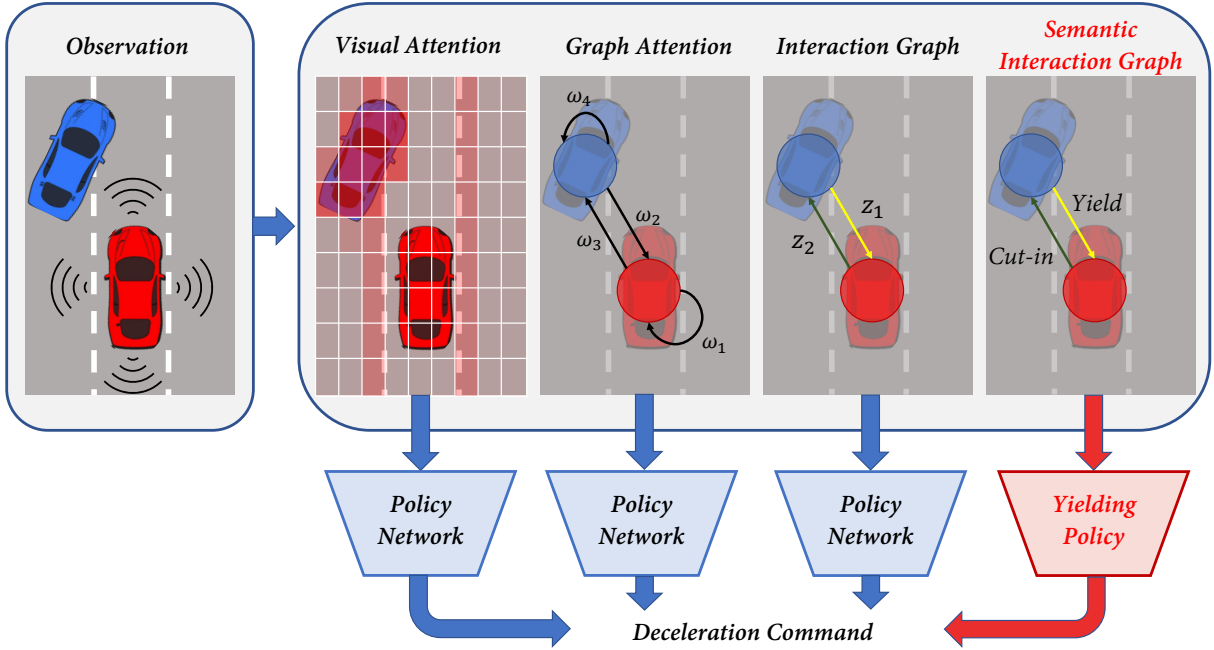 Observation
Visual Attention
Graph Attention
Interaction Graph
Semantic
Interaction Graph
ω4
ω2
ω3
ω1
z1
z2
Yield
Cut-in
Policy
Network
Policy
Network
Policy
Network
Yielding
Policy
Deceleration Command